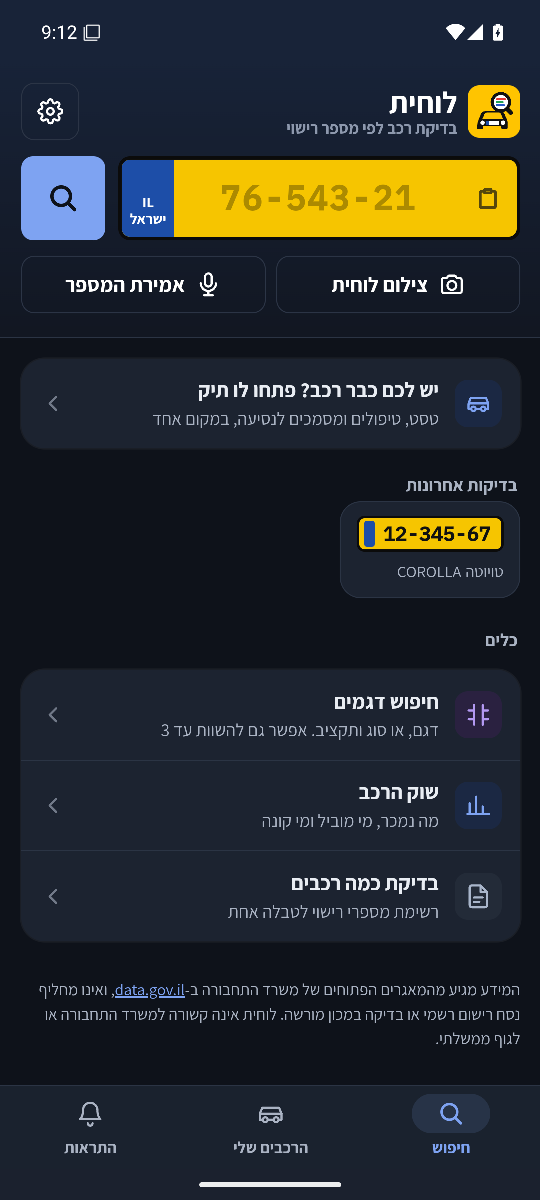 9:12
לוחית
בדיקת רכב לפי מספר רישוי
76-543-21
IL
ישראל
צילום לוחית
אמירת המספר
יש לכם כבר רכב? פתחו לו תיק
טסט, טיפולים ומסמכים לנסיעה, במקום אחד
בדיקות אחרונות
12-345-67
טויוטה COROLLA
כלים
חיפוש דגמים
דגם, או סוג ותקציב. אפשר גם להשוות עד 3
שוק הרכב
מה נמכר, מי מוביל ומי קונה
בדיקת כמה רכבים
רשימת מספרי רישוי לטבלה אחת
המידע מגיע מהמאגרים הפתוחים של משרד התחבורה ב-data.gov.il, ואינו מחליף
נסח רישום רשמי או בדיקה במכון מורשה. לוחית אינה קשורה למשרד התחבורה או
לגוף ממשלתי.
חיפוש
הרכבים שלי
התראות